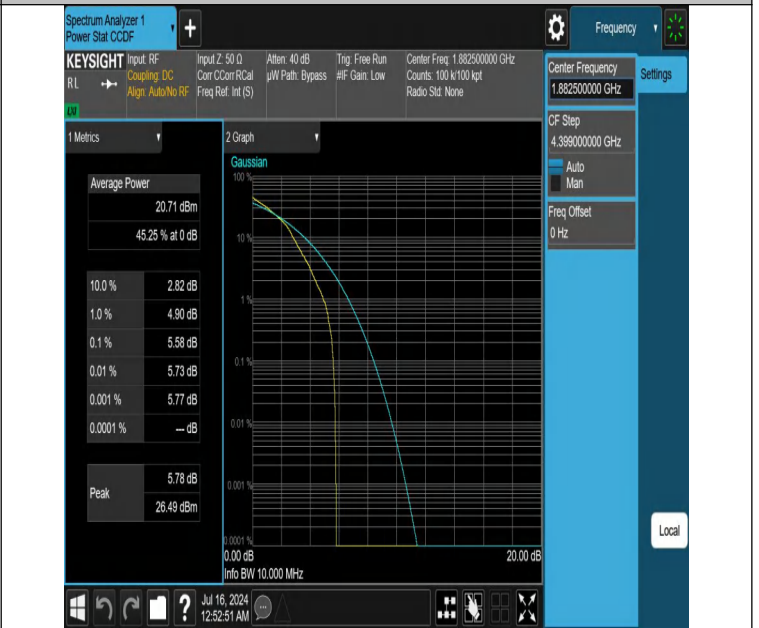 Spectrum Analyzer 1
Power Stat CCDF
+
Frequency
KEYSIGHT
RL
LXI
Input: RF
Coupling: DC
Align: Auto/No RF
Input Z: 50 Ω
Corr CCorr RCal
Freq Ref: Int (S)
Atten: 40 dB
µW Path: Bypass
Trig: Free Run
#IF Gain: Low
Center Freq: 1.882500000 GHz
Counts: 100 k/100 kpt
Radio Std: None
Center Frequency
1.882500000 GHz
Settings
CF Step
4.399000000 GHz
Auto
Man
Freq Offset
0 Hz
1 Metrics
Average Power
20.71 dBm
45.25 % at 0 dB
10.0 % 2.82 dB
1.0 % 4.90 dB
0.1 % 5.58 dB
0.01 % 5.73 dB
0.001 % 5.77 dB
0.0001 % --- dB
Peak 5.78 dB
26.49 dBm
2 Graph
Gaussian
100 %
10 %
1 %
0.1 %
0.01 %
0.001 %
0.0001 %
0.00 dB 20.00 dB
Info BW 10.000 MHz
Local
?
Jul 16, 2024
12:52:51 AM